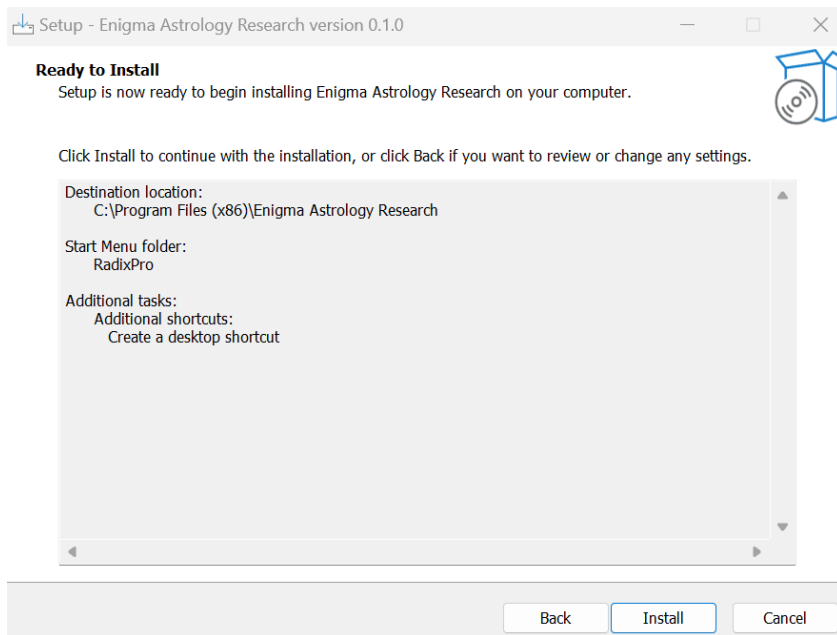 Setup - Enigma Astrology Research version 0.1.0
Ready to Install
Setup is now ready to begin installing Enigma Astrology Research on your computer.
Click Install to continue with the installation, or click Back if you want to review or change any settings.
Destination location:
C:\Program Files (x86)\Enigma Astrology Research
Start Menu folder:
RadixPro
Additional tasks:
Additional shortcuts:
Create a desktop shortcut
Back
Install
Cancel